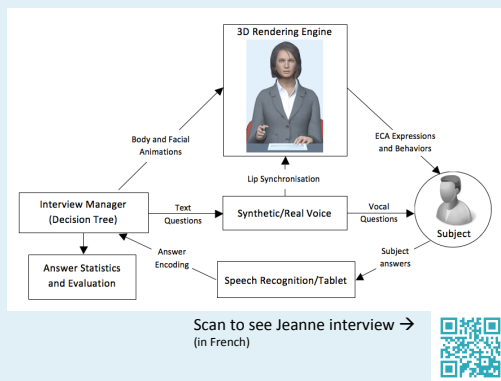 3D Rendering Engine
Body and Facial
Animations
ECA Expressions
and Behaviors
Lip Synchronisation
Interview Manager
(Decision Tree)
Text
Questions
Synthetic/Real Voice
Vocal
Questions
Subject
Answer
Encoding
Subject
answers
Answer Statistics
and Evaluation
Speech Recognition/Tablet
Scan to see Jeanne interview →
(in French)